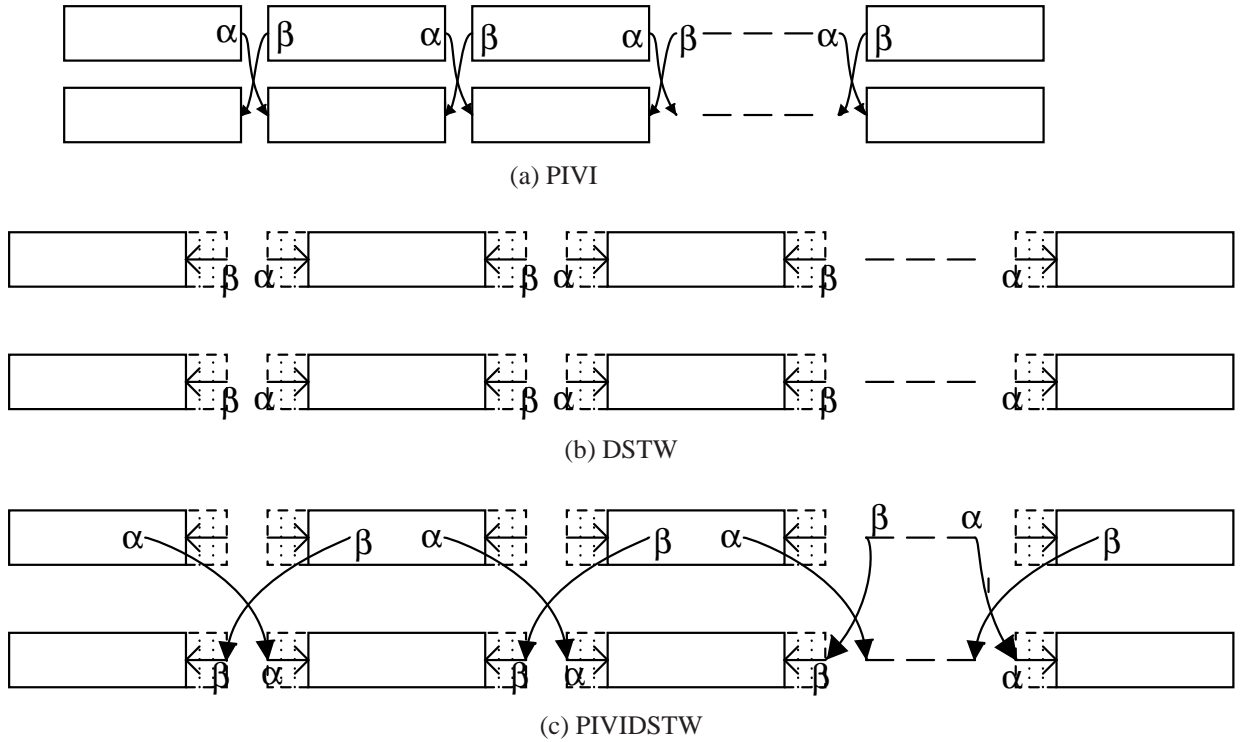 α β α β α β α β
(a) PIVI
β α β α β α
β α β α β α
(b) DSTW
α β α β α β α β
β α β α β α
(c) PIVIDSTW